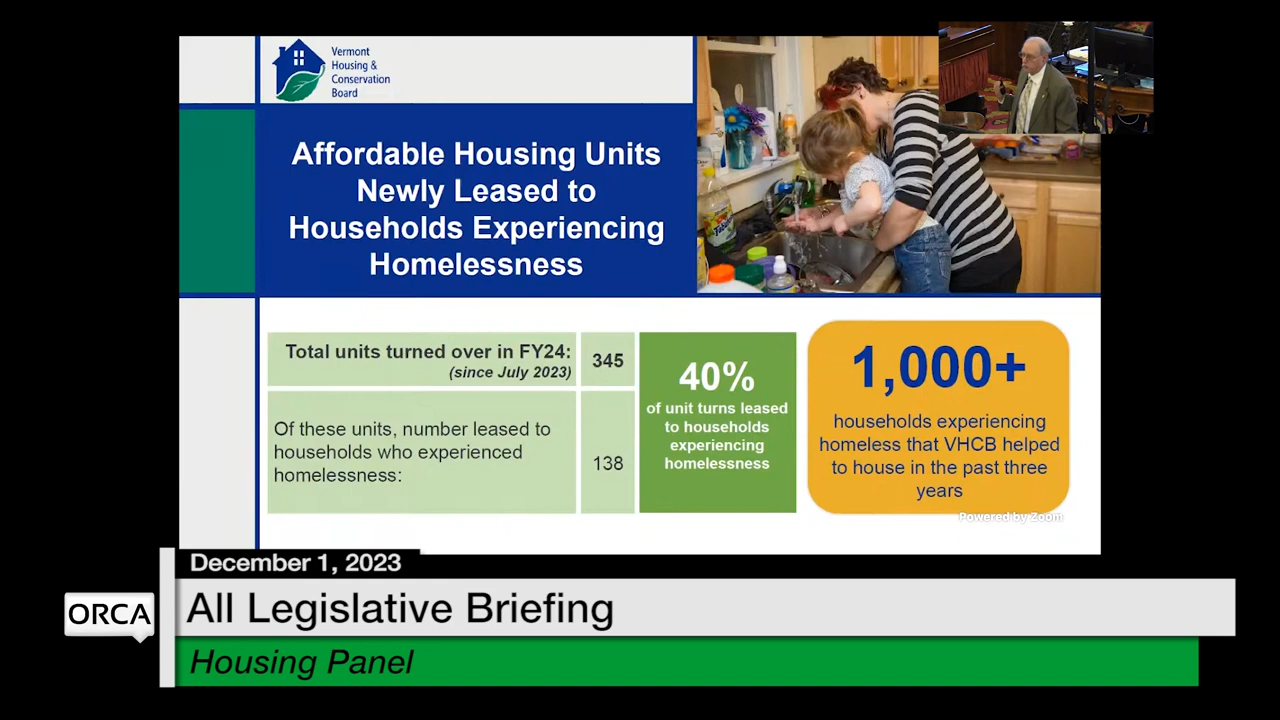 Vermont
Housing &
Conservation
Board
Affordable Housing Units
Newly Leased to
Households Experiencing
Homelessness
Total units turned over in FY24:
(since July 2023)
345
Of these units, number leased to
households who experienced
homelessness:
138
40%
of unit turns leased
to households
experiencing
homelessness
1,000+
households experiencing
homeless that VHCB helped
to house in the past three
years
Powered by Zoom
December 1, 2023
ORCA
All Legislative Briefing
Housing Panel